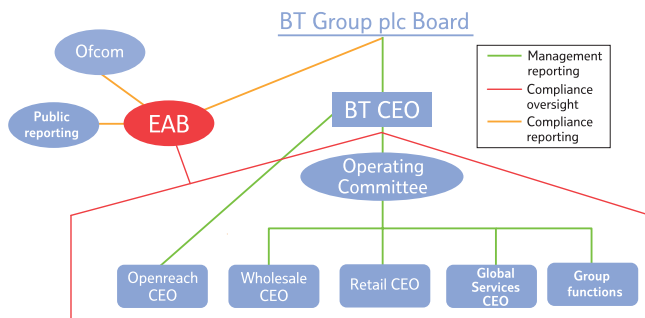 BT Group plc Board
Ofcom
Management
reporting
Compliance
oversight
Compliance
reporting
Public
reporting
EAB
BT CEO
Operating
Committee
Openreach
CEO
Wholesale
CEO
Retail CEO
Global
Services
CEO
Group
functions